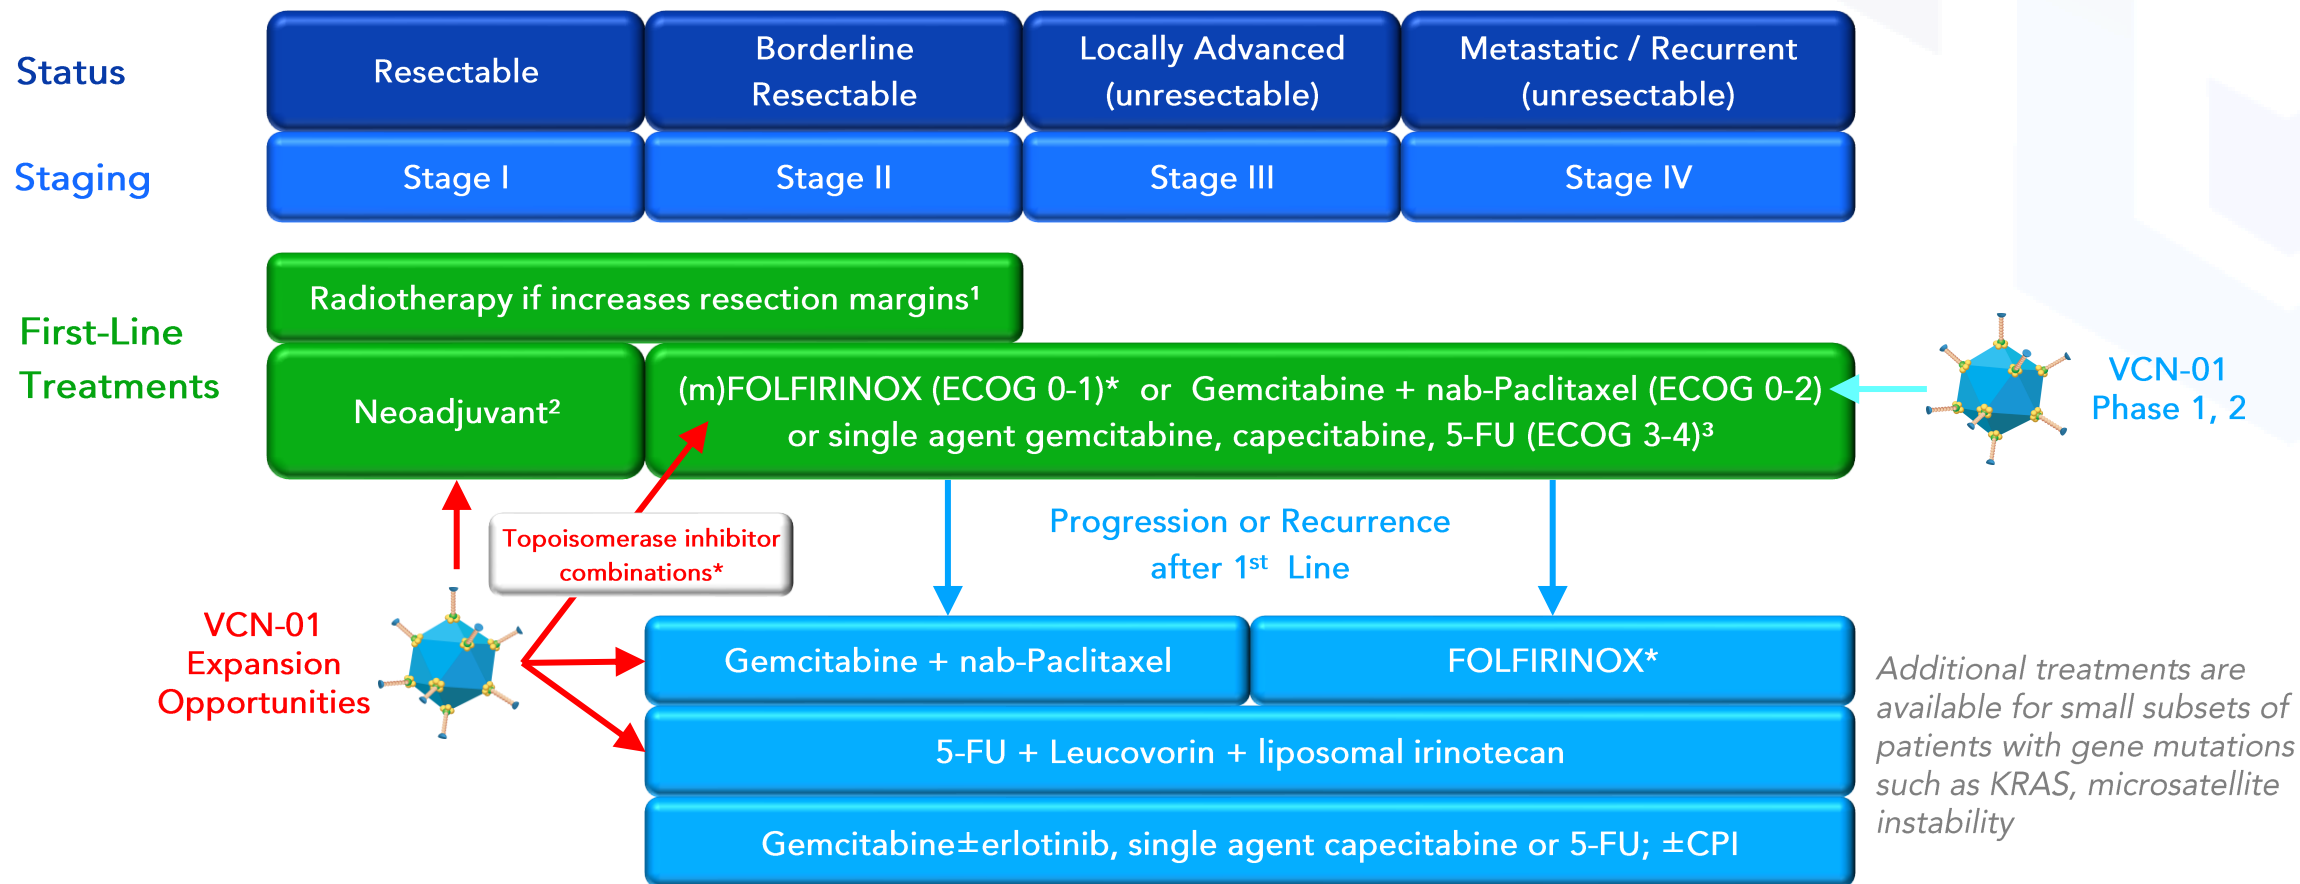 Status
Resectable
Borderline
Resectable
Locally Advanced
(unresectable)
Metastatic / Recurrent
(unresectable)
Staging
Stage I
Stage II
Stage III
Stage IV
First-Line
Treatments
Radiotherapy if increases resection margins¹
Neoadjuvant²
(m)FOLFIRINOX (ECOG 0-1)* or Gemcitabine + nab-Paclitaxel (ECOG 0-2)
or single agent gemcitabine, capecitabine, 5-FU (ECOG 3-4)³
VCN-01
Phase 1, 2
Topoisomerase inhibitor
combinations*
Progression or Recurrence
after 1st Line
VCN-01
Expansion
Opportunities
Gemcitabine + nab-Paclitaxel
FOLFIRINOX*
5-FU + Leucovorin + liposomal irinotecan
Gemcitabine±erlotinib, single agent capecitabine or 5-FU; ±CPI
Additional treatments are
available for small subsets of
patients with gene mutations
such as KRAS, microsatellite
instability